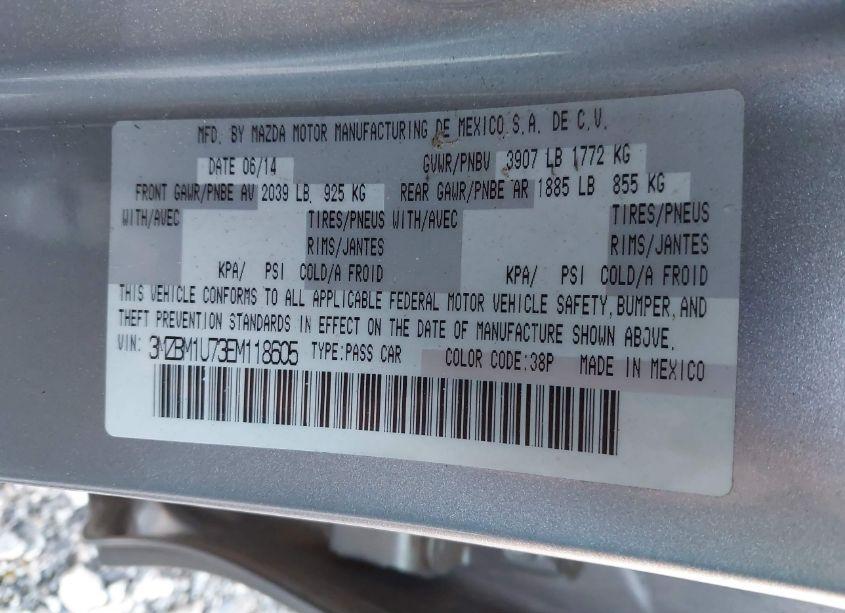 MFD. BY MAZDA MOTOR MANUFACTURING DE MEXICO S.A. DE C.V.
DATE 06/14 GVWR/PNBV 3907 LB 1772 KG
FRONT GAWR/PNBE AV 2039 LB. 925 KG REAR GAWR/PNBE AR 1885 LB 855 KG
WITH/AVEC TIRES/PNEUS WITH/AVEC TIRES/PNEUS
RIMS/JANTES RIMS/JANTES
KPA/ PSI COLD/A FROID KPA/ PSI COLD/A FROID
THIS VEHICLE CONFORMS TO ALL APPLICABLE FEDERAL MOTOR VEHICLE SAFETY, BUMPER, AND
THEFT PREVENTION STANDARDS IN EFFECT ON THE DATE OF MANUFACTURE SHOWN ABOVE.
VIN: 3MZBM1U73EM118605 TYPE:PASS CAR COLOR CODE:38P MADE IN MEXICO